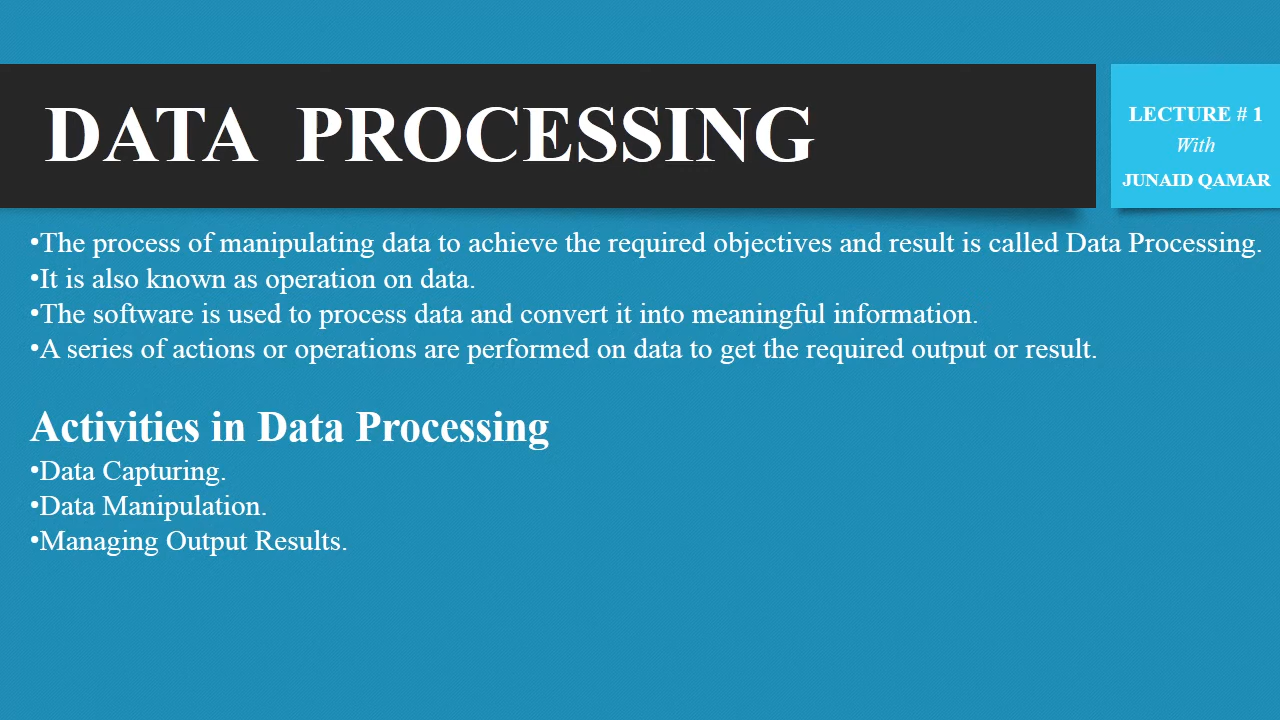 DATA PROCESSING
LECTURE # 1
With
JUNAID QAMAR
•The process of manipulating data to achieve the required objectives and result is called Data Processing.
•It is also known as operation on data.
•The software is used to process data and convert it into meaningful information.
•A series of actions or operations are performed on data to get the required output or result.
Activities in Data Processing
•Data Capturing.
•Data Manipulation.
•Managing Output Results.